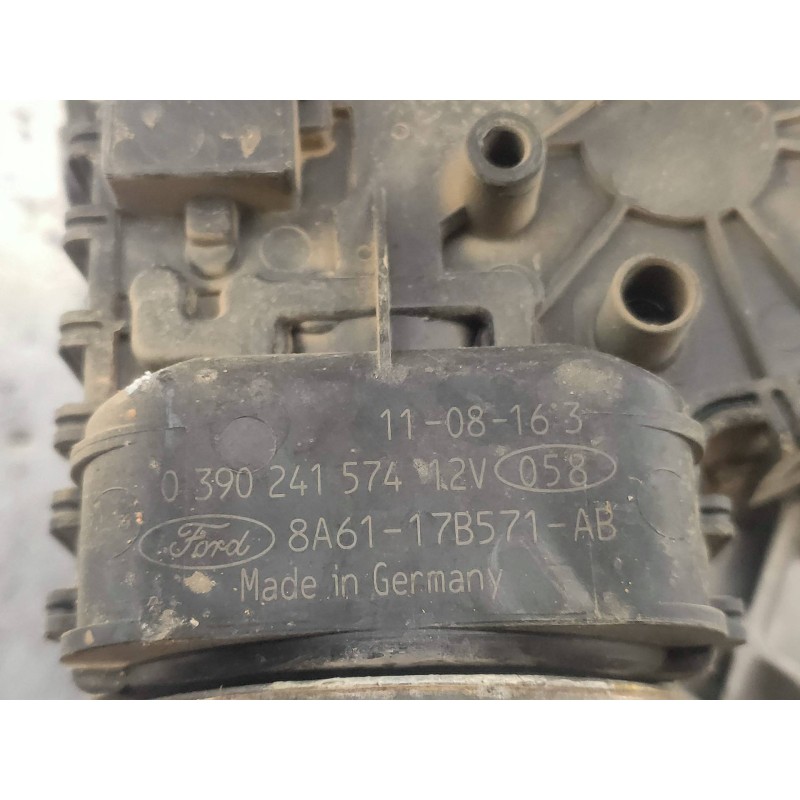 11-08-16 3
0 390 241 574 12V 058
Ford 8A61-17B571-AB
Made in Germany